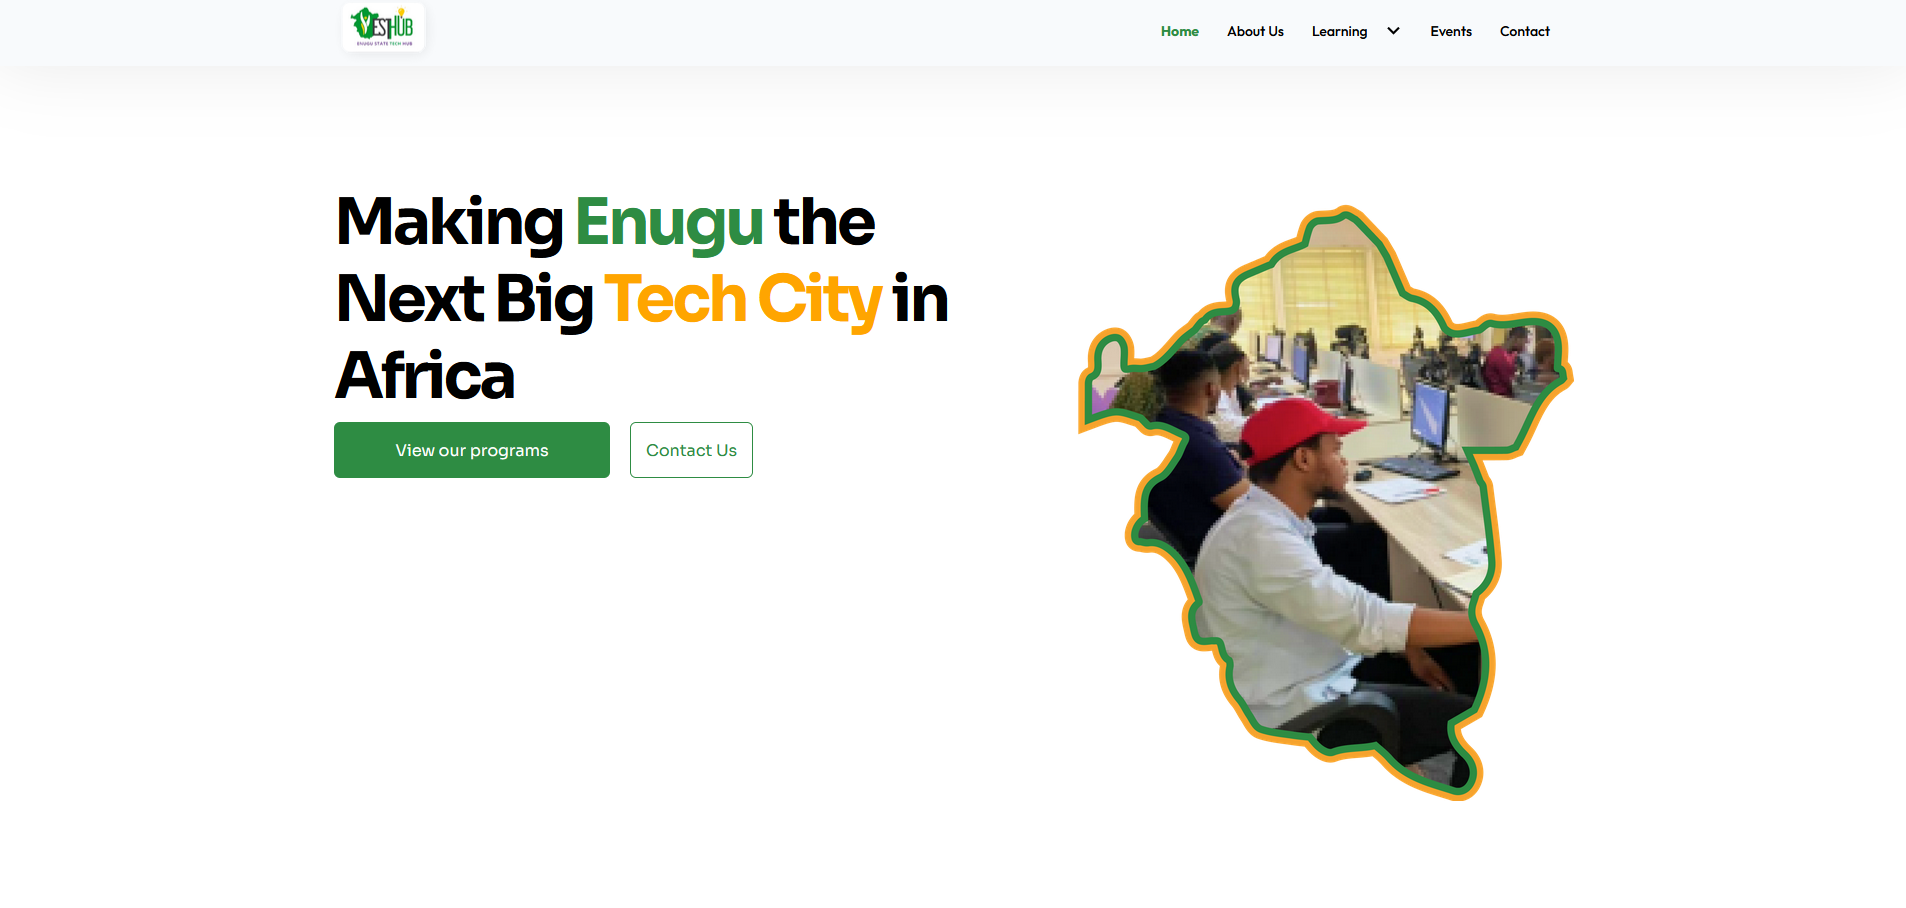 YESHUB
ENUGU STATE TECH HUB
Home About Us Learning Events Contact
Making Enugu the
Next Big Tech City in
Africa
View our programs Contact Us